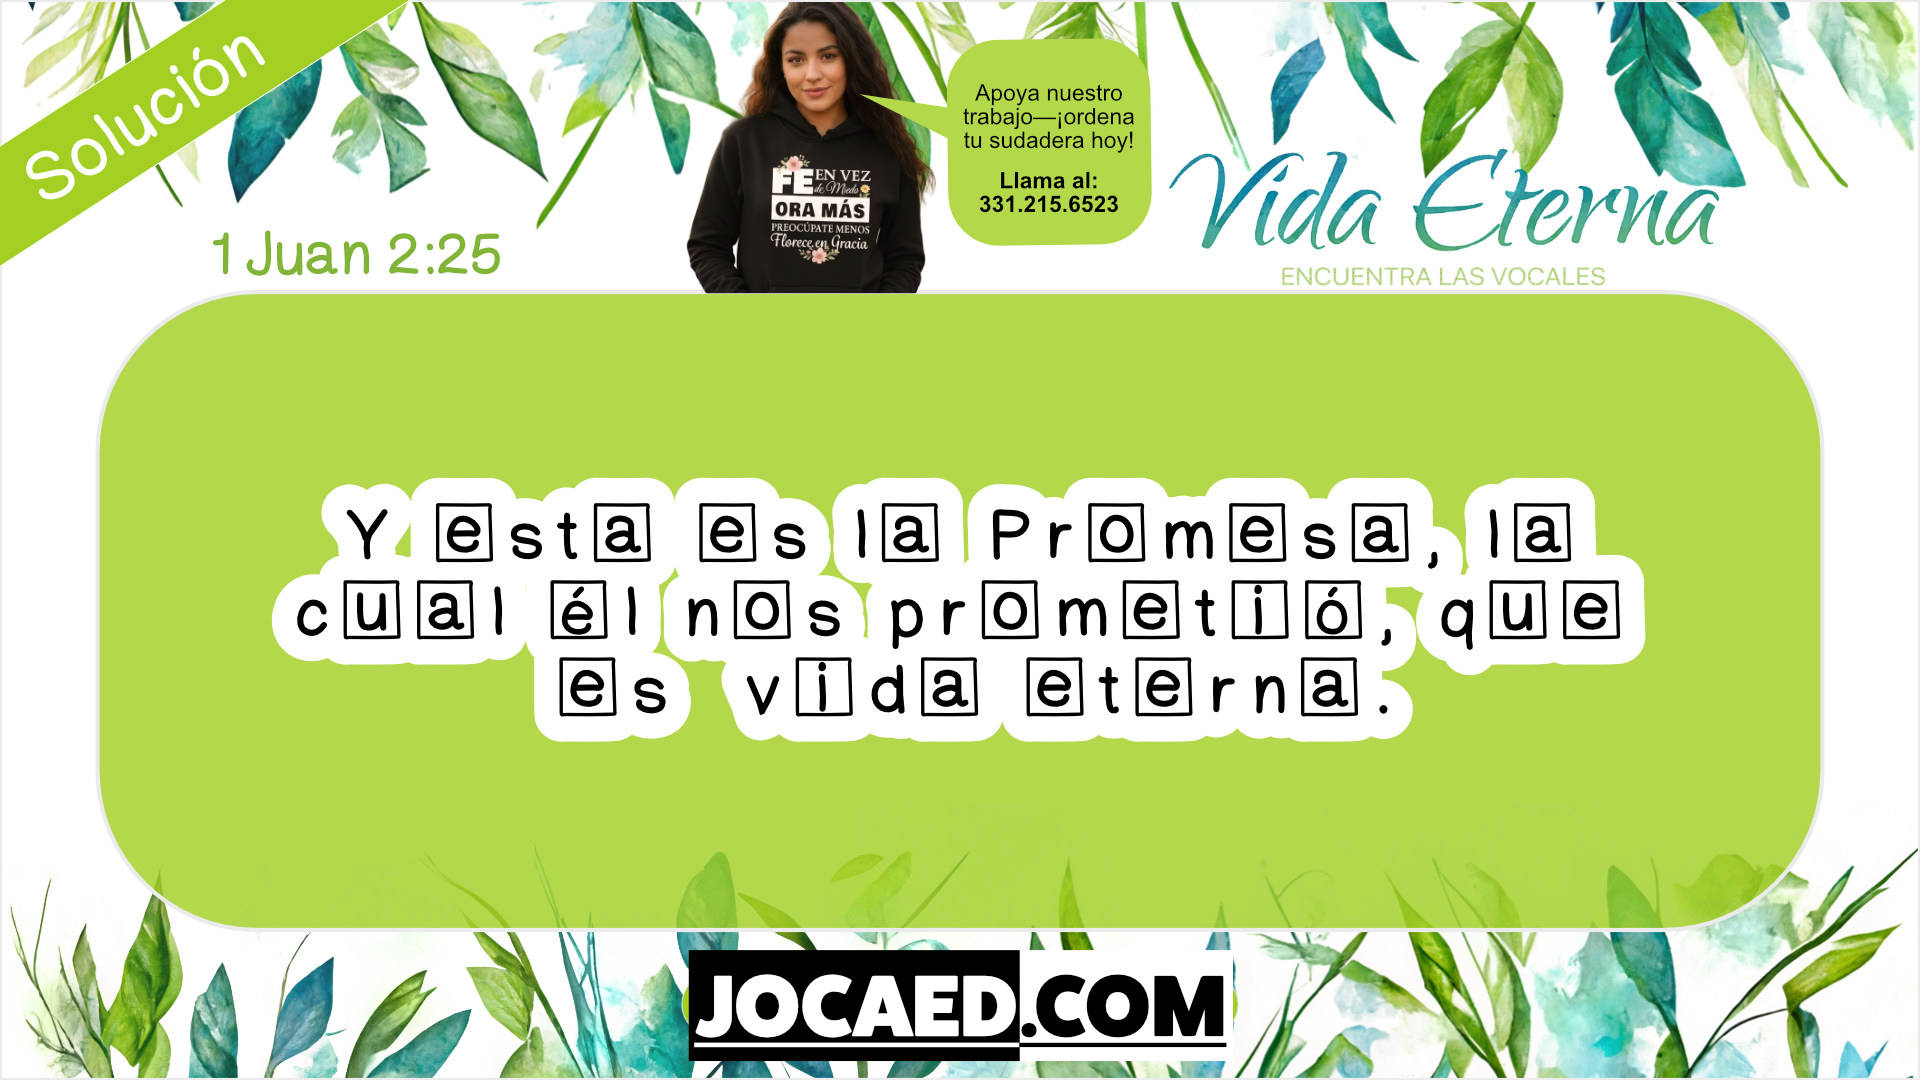 Solución
1 Juan 2:25
FE EN VEZ
de Miedo
ORA MÁS
PREOCÚPATE MENOS
Florece en Gracia
Apoya nuestro
trabajo—¡ordena
tu sudadera hoy!
Llama al:
331.215.6523
Vida Eterna
ENCUENTRA LAS VOCALES
Y esta es la Promesa, la
cual él nos prometió, que
es vida eterna.
JOCAED.COM